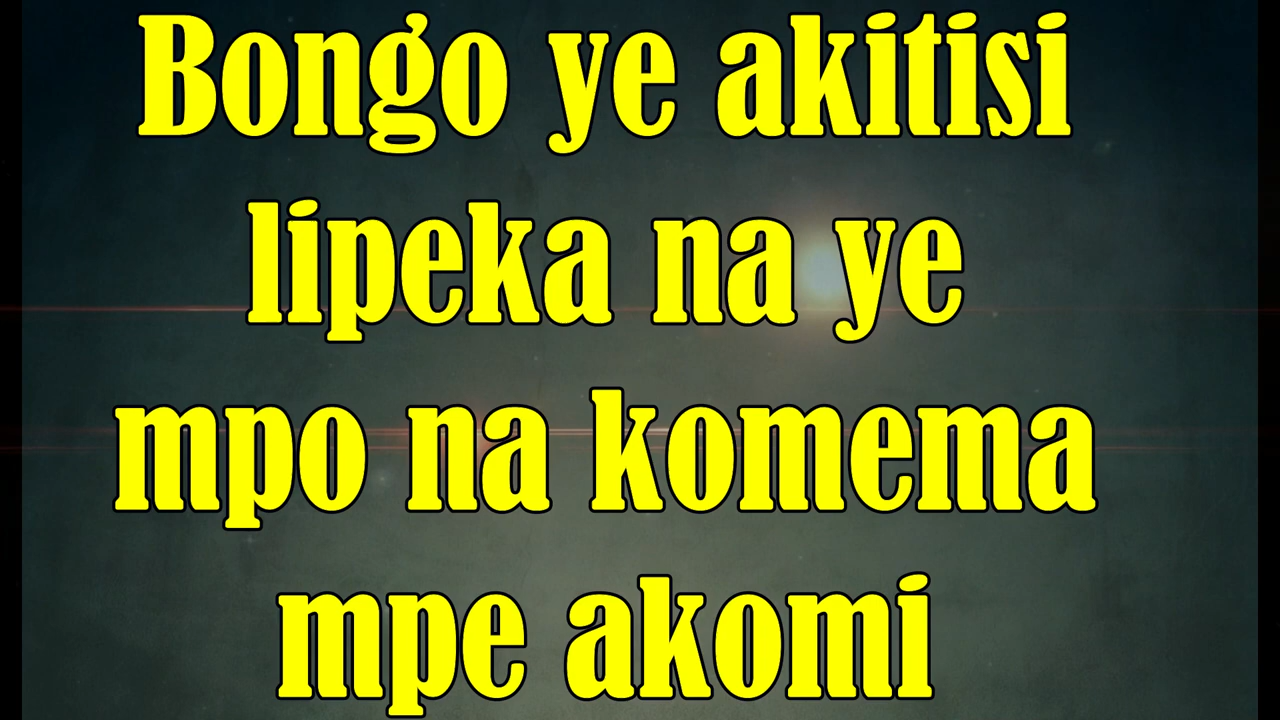 Bongo ye akitisi
lipeka na ye
mpo na komema
mpe akomi